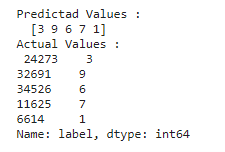 Predictad Values :
[3 9 6 7 1]
Actual Values :
24273    3
32691    9
34526    6
11625    7
6614    1
Name: label, dtype: int64